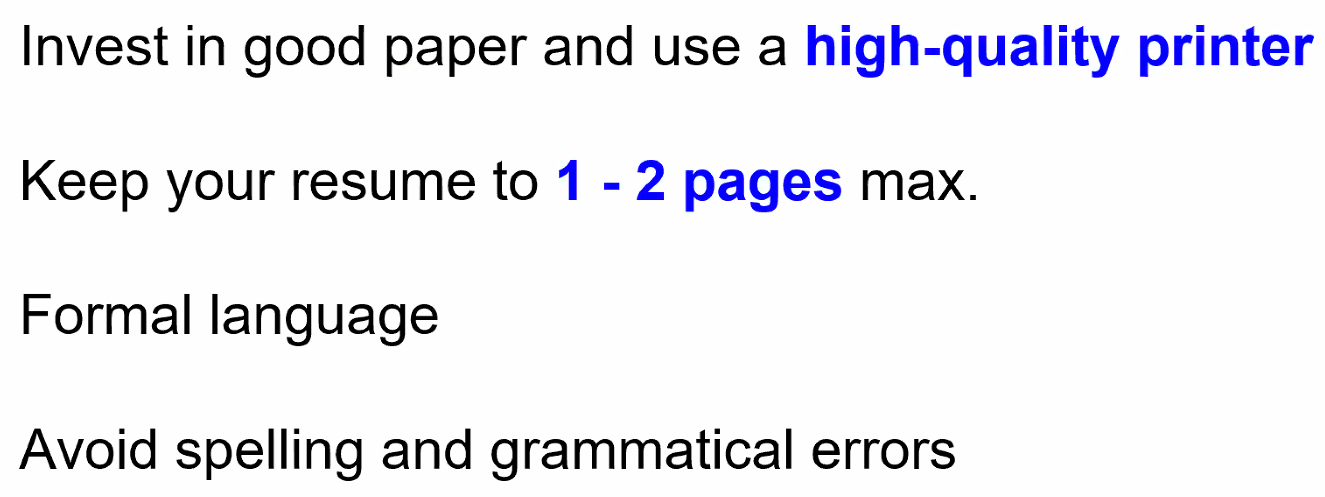 Invest in good paper and use a high-quality printer
Keep your resume to 1 - 2 pages max.
Formal language
Avoid spelling and grammatical errors